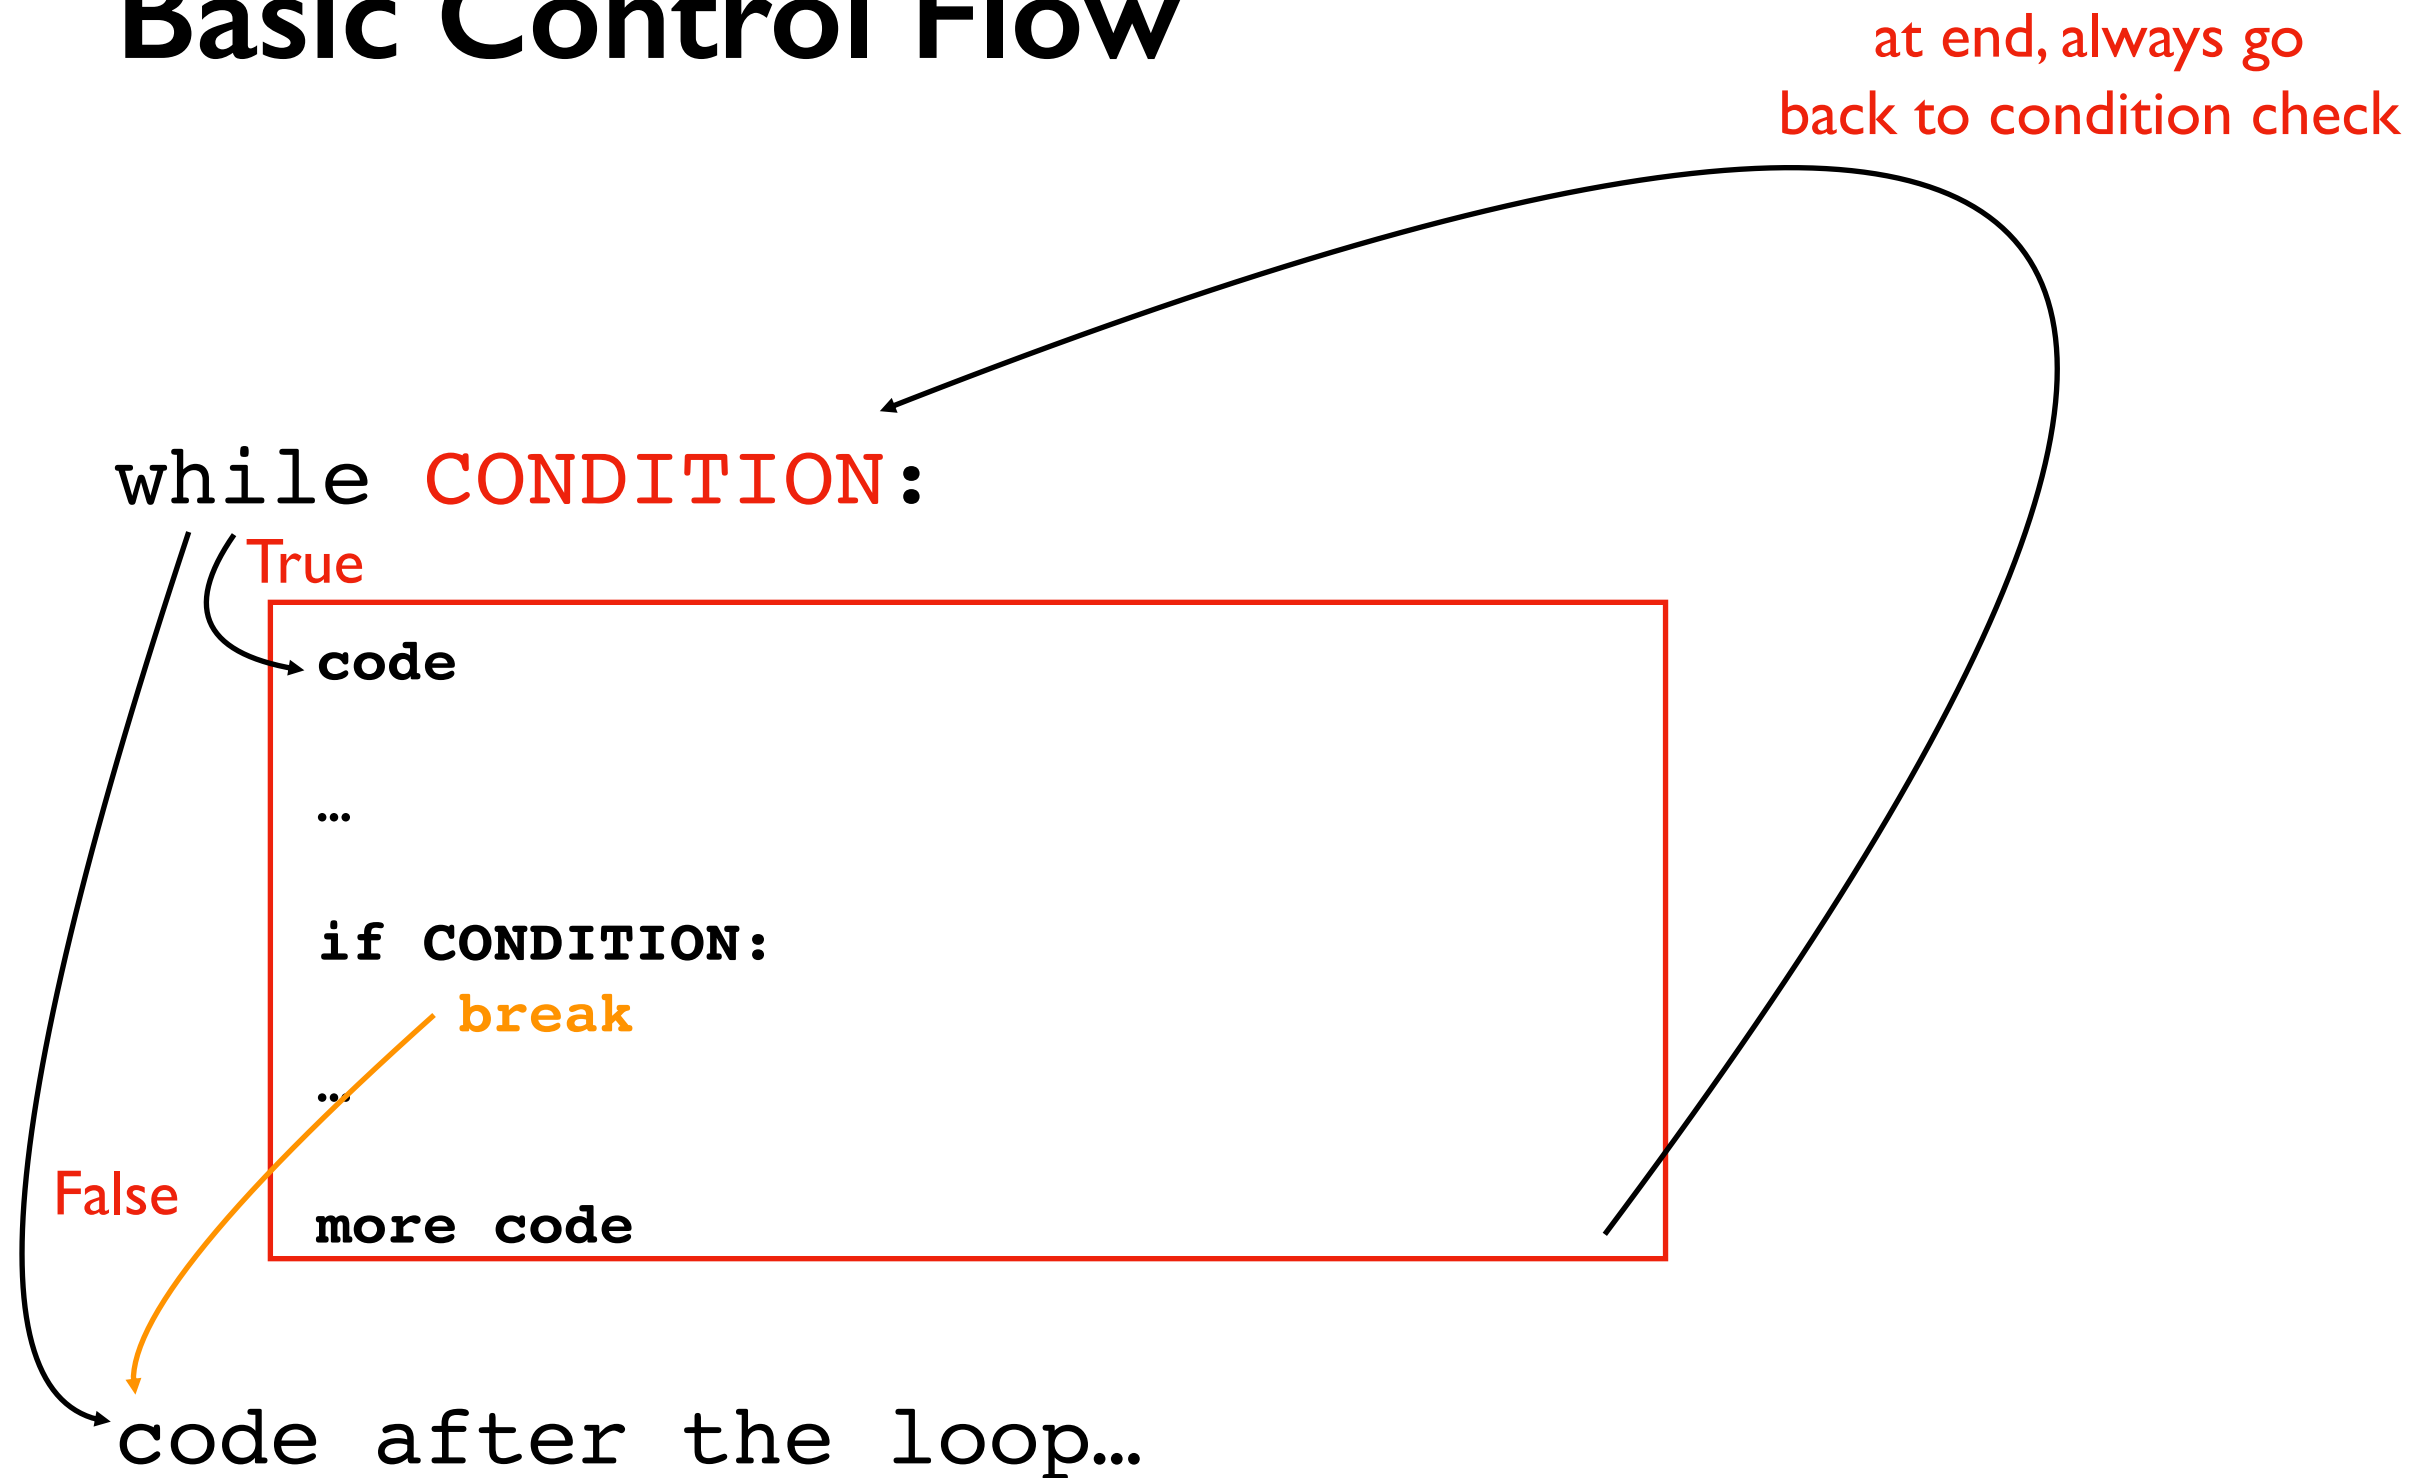 Basic Control Flow
at end, always go
back to condition check
while CONDITION:
True
code
…
if CONDITION:
break
…
False
more code
code after the loop…